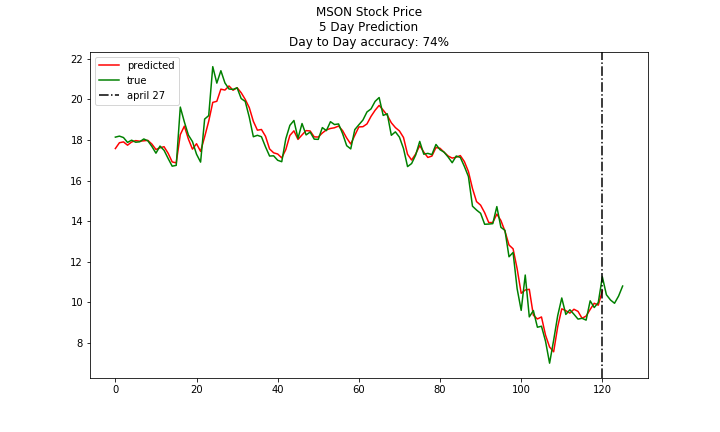 MSON Stock Price
5 Day Prediction
Day to Day accuracy: 74%
predicted
true
april 27
22
20
18
16
14
12
10
8
0 20 40 60 80 100 120